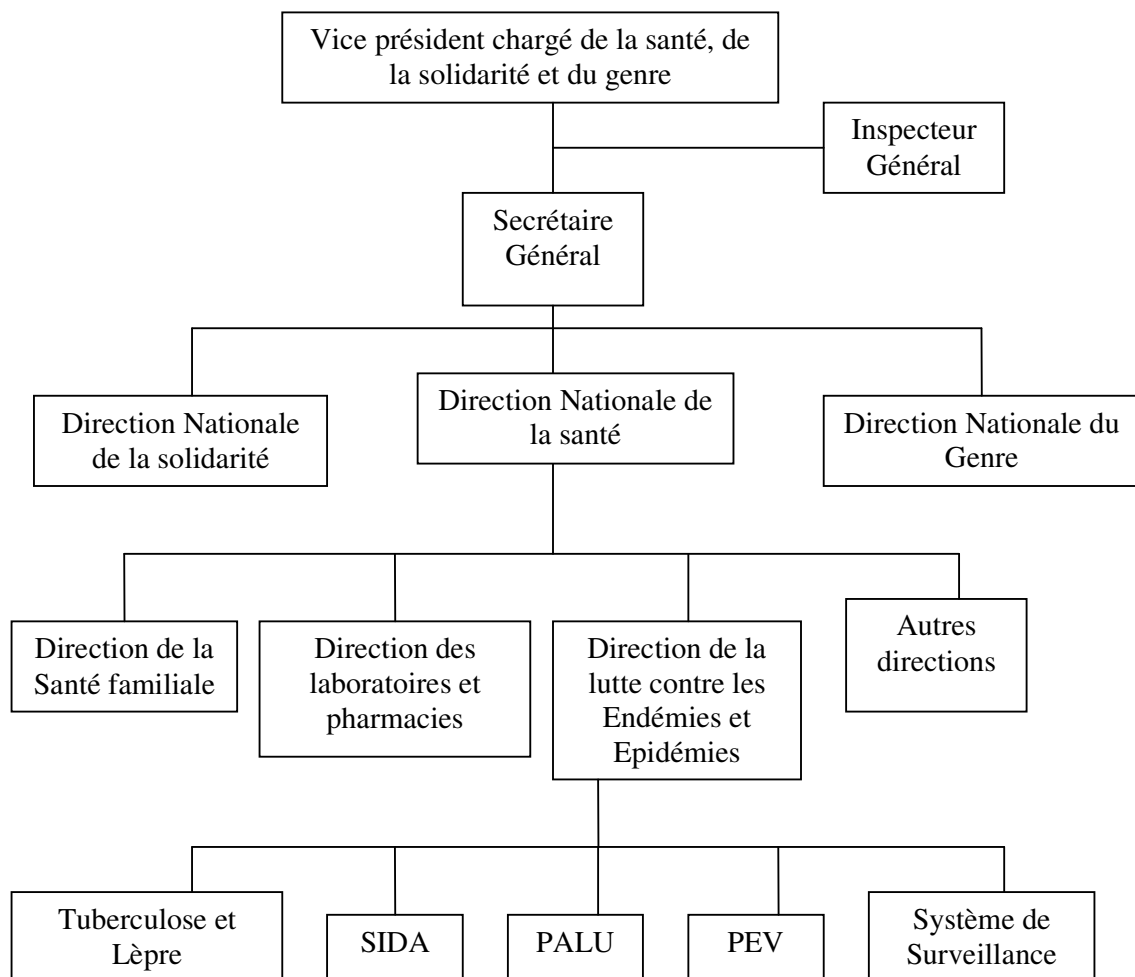 Vice président chargé de la santé, de
la solidarité et du genre
Inspecteur
Général
Secrétaire
Général
Direction Nationale
de la solidarité
Direction Nationale de
la santé
Direction Nationale du
Genre
Direction de la
Santé familiale
Direction des
laboratoires et
pharmacies
Direction de la
lutte contre les
Endémies et
Epidémies
Autres
directions
Tuberculose et
Lèpre
SIDA
PALU
PEV
Système de
Surveillance